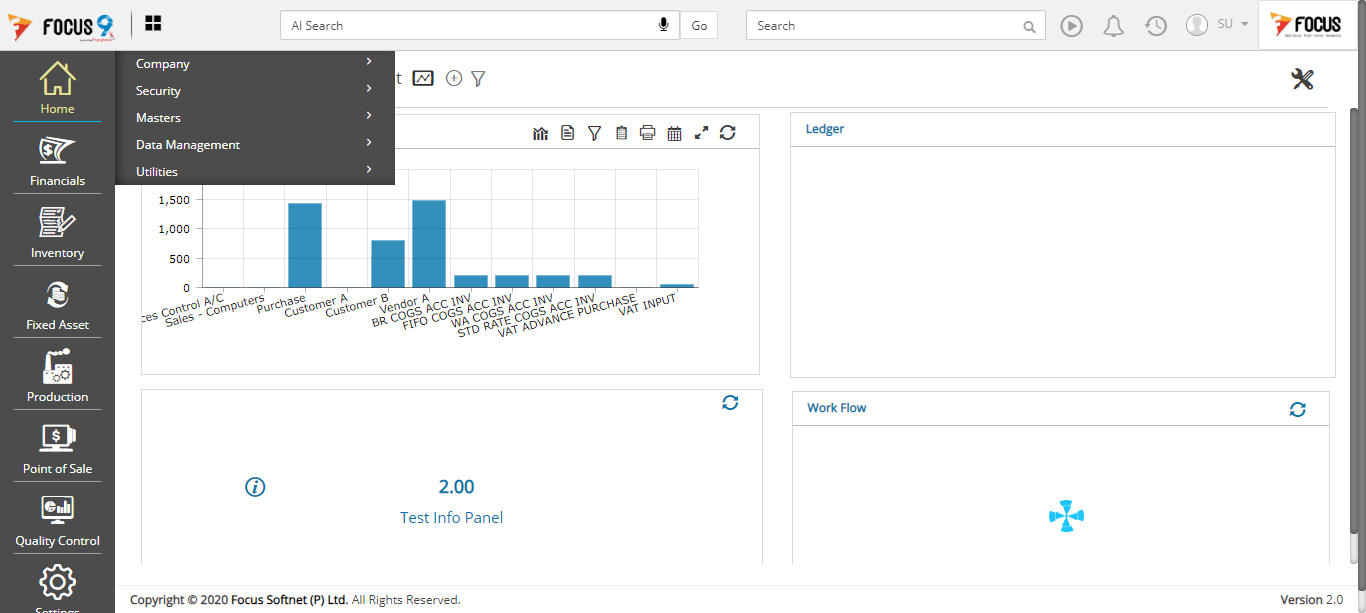 FOCUS 9
AI Search
Go
Search
SU
FOCUS
Home
Financials
Inventory
Fixed Asset
Production
Point of Sale
Quality Control
Settings
Company
Security
Masters
Data Management
Utilities
t
1,500
1,000
500
0
ces Control A/C
Sales - Computers
Purchase
Customer A
Customer B
Vendor A
BR COGS ACC INV
FIFO COGS ACC INV
WA COGS ACC INV
STD RATE COGS ACC INV
VAT ADVANCE PURCHASE
VAT INPUT
Ledger
2.00
Test Info Panel
Work Flow
Copyright © 2020 Focus Softnet (P) Ltd. All Rights Reserved.
Version 2.0